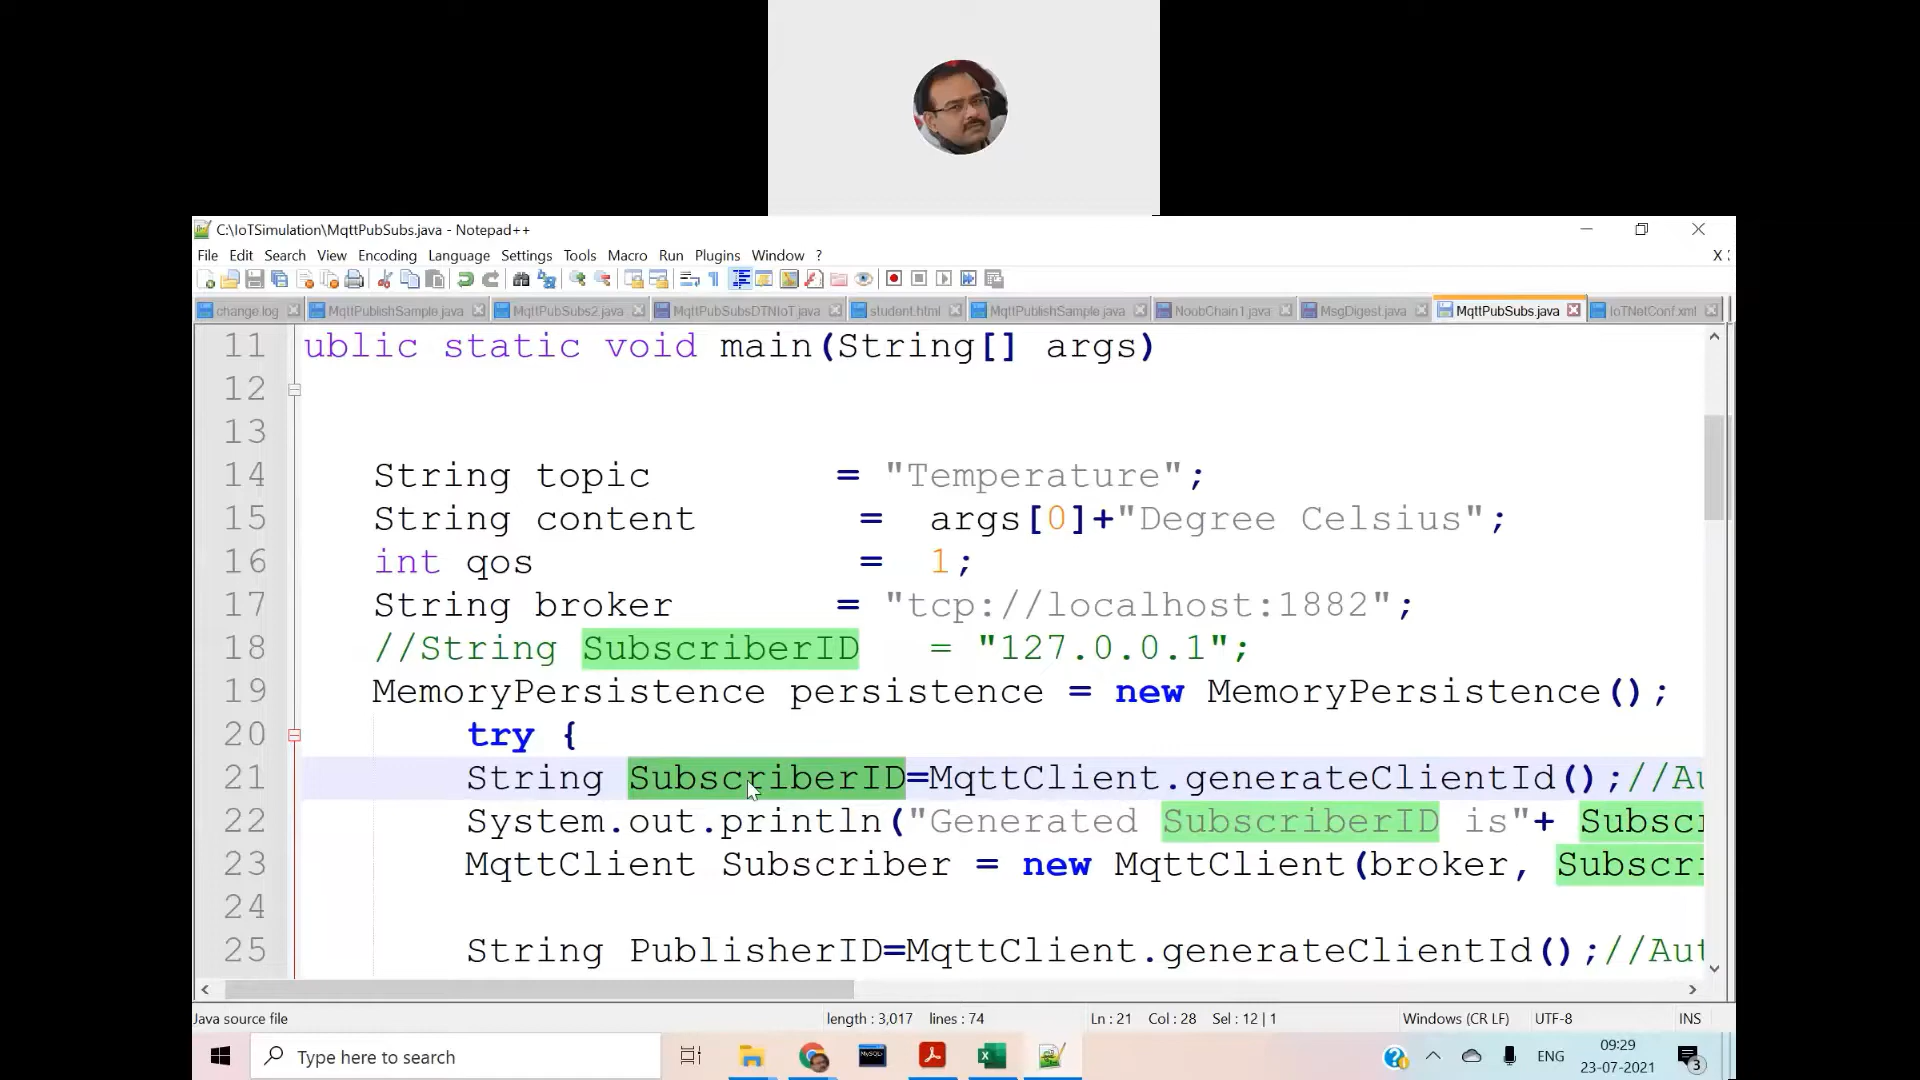 C:\IoTSimulation\MqttPubSubs.java - Notepad++
File Edit Search View Encoding Language Settings Tools Macro Run Plugins Window ? X
change.log MqttPublishSample.java MqttPubSubs2.java MqttPubSubsDTNIoT.java student.html MqttPublishSample.java NoobChain1.java MsgDigest.java MqttPubSubs.java IoTNetConf.xml
11 ublic static void main(String[] args)
12
13
14 String topic = "Temperature";
15 String content = args[0]+"Degree Celsius";
16 int qos = 1;
17 String broker = "tcp://localhost:1882";
18 //String SubscriberID = "127.0.0.1";
19 MemoryPersistence persistence = new MemoryPersistence();
20 try {
21 String SubscriberID=MqttClient.generateClientId();//Au
22 System.out.println("Generated SubscriberID is"+ Subscr
23 MqttClient Subscriber = new MqttClient(broker, Subscri
24
25 String PublisherID=MqttClient.generateClientId();//Aut
Java source file length : 3,017 lines : 74 Ln : 21 Col : 28 Sel : 12 | 1 Windows (CR LF) UTF-8 INS
Type here to search MySQL ENG 09:29
23-07-2021 3